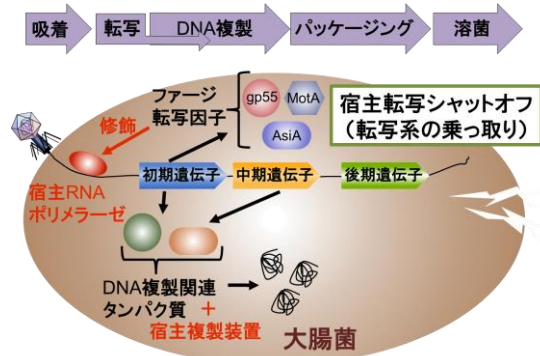 吸着
転写
DNA複製
パッケージング
溶菌
ファージ
転写因子
gp55
MotA
AsiA
宿主転写シャットオフ
（転写系の乗っ取り）
修飾
宿主RNA
ポリメラーゼ
初期遺伝子
中期遺伝子
後期遺伝子
DNA複製関連
タンパク質
＋
宿主複製装置
大腸菌